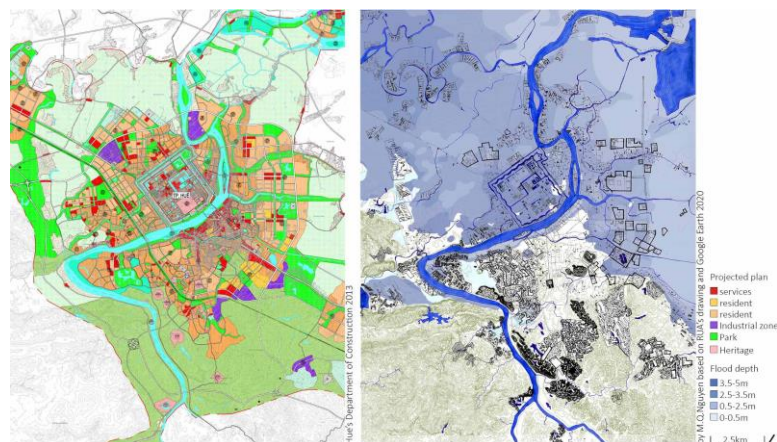 TP HUẾ
Hue's Department of Construction 2013
by M.Q.Nguyen based on RUA's drawing and Google Earth 2020
Projected plan
services
resident
resident
Industrial zone
Park
Heritage
Flood depth
3.5-5m
2.5-3.5m
0.5-2.5m
0-0.5m
2.5km